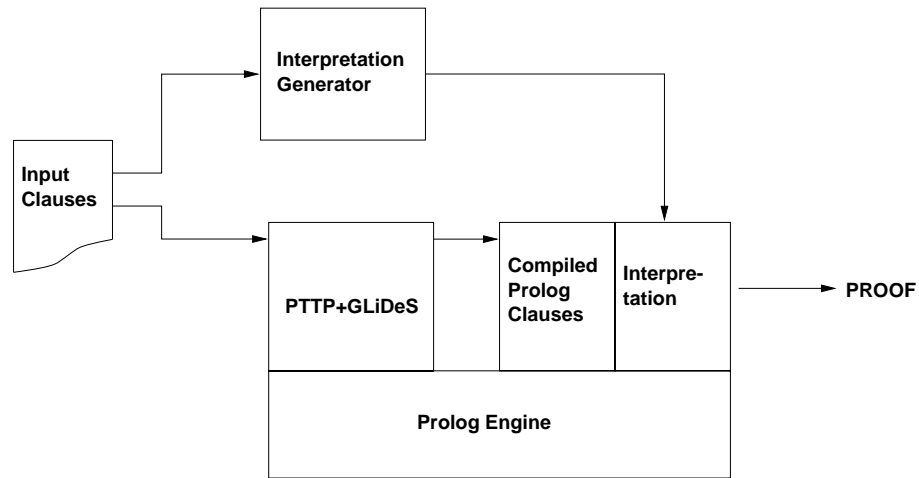 Interpretation
Generator
Input
Clauses
PTTP+GLiDeS
Compiled
Prolog
Clauses
Interpre-
tation
PROOF
Prolog Engine